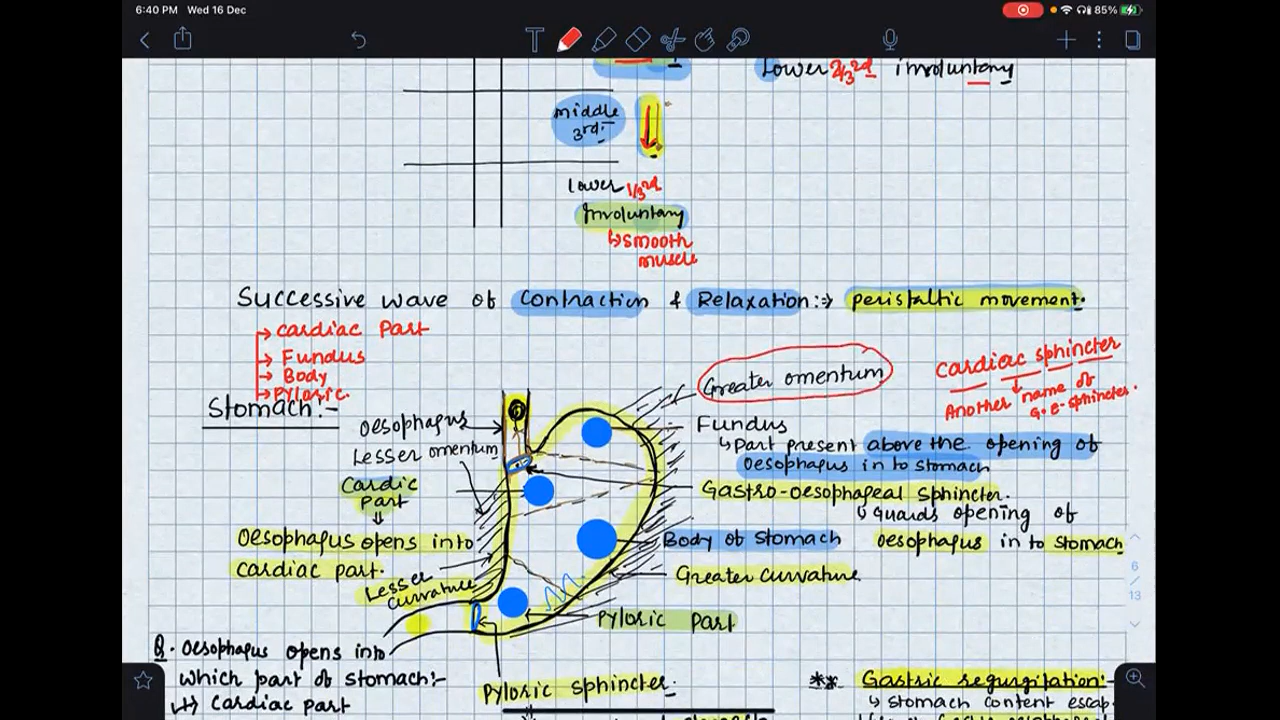 6:40 PM Wed 16 Dec
85%
Lower 2/3rd involuntary
middle
3rd:
lower 1/3rd
Involuntary
↳ smooth
muscle
Successive wave of Contraction & Relaxation:→ peristaltic movement.
→ Cardiac Part
→ Fundus
→ Body
→ Pyloric.
Stomach:-
Greater omentum
cardiac sphincter
Another name of
G.E-sphincter.
Oesophagus
Lesser omentum
Fundus
↳ Part present above the opening of
Oesophagus in to stomach
Cardic
part
⇓
Oesophagus opens into
cardiac part.
Gastro-oesophageal Sphincter.
↳ Guards opening of
oesophagus in to stomach
Body of Stomach
Greater curvature
Lesser
curvature
Pyloric Part
6
13
Q. Oesophagus opens into
which part of stomach:-
↳ Cardiac part
Pyloric sphincter.
** Gastric regurgitation:-
↳ stomach content escap